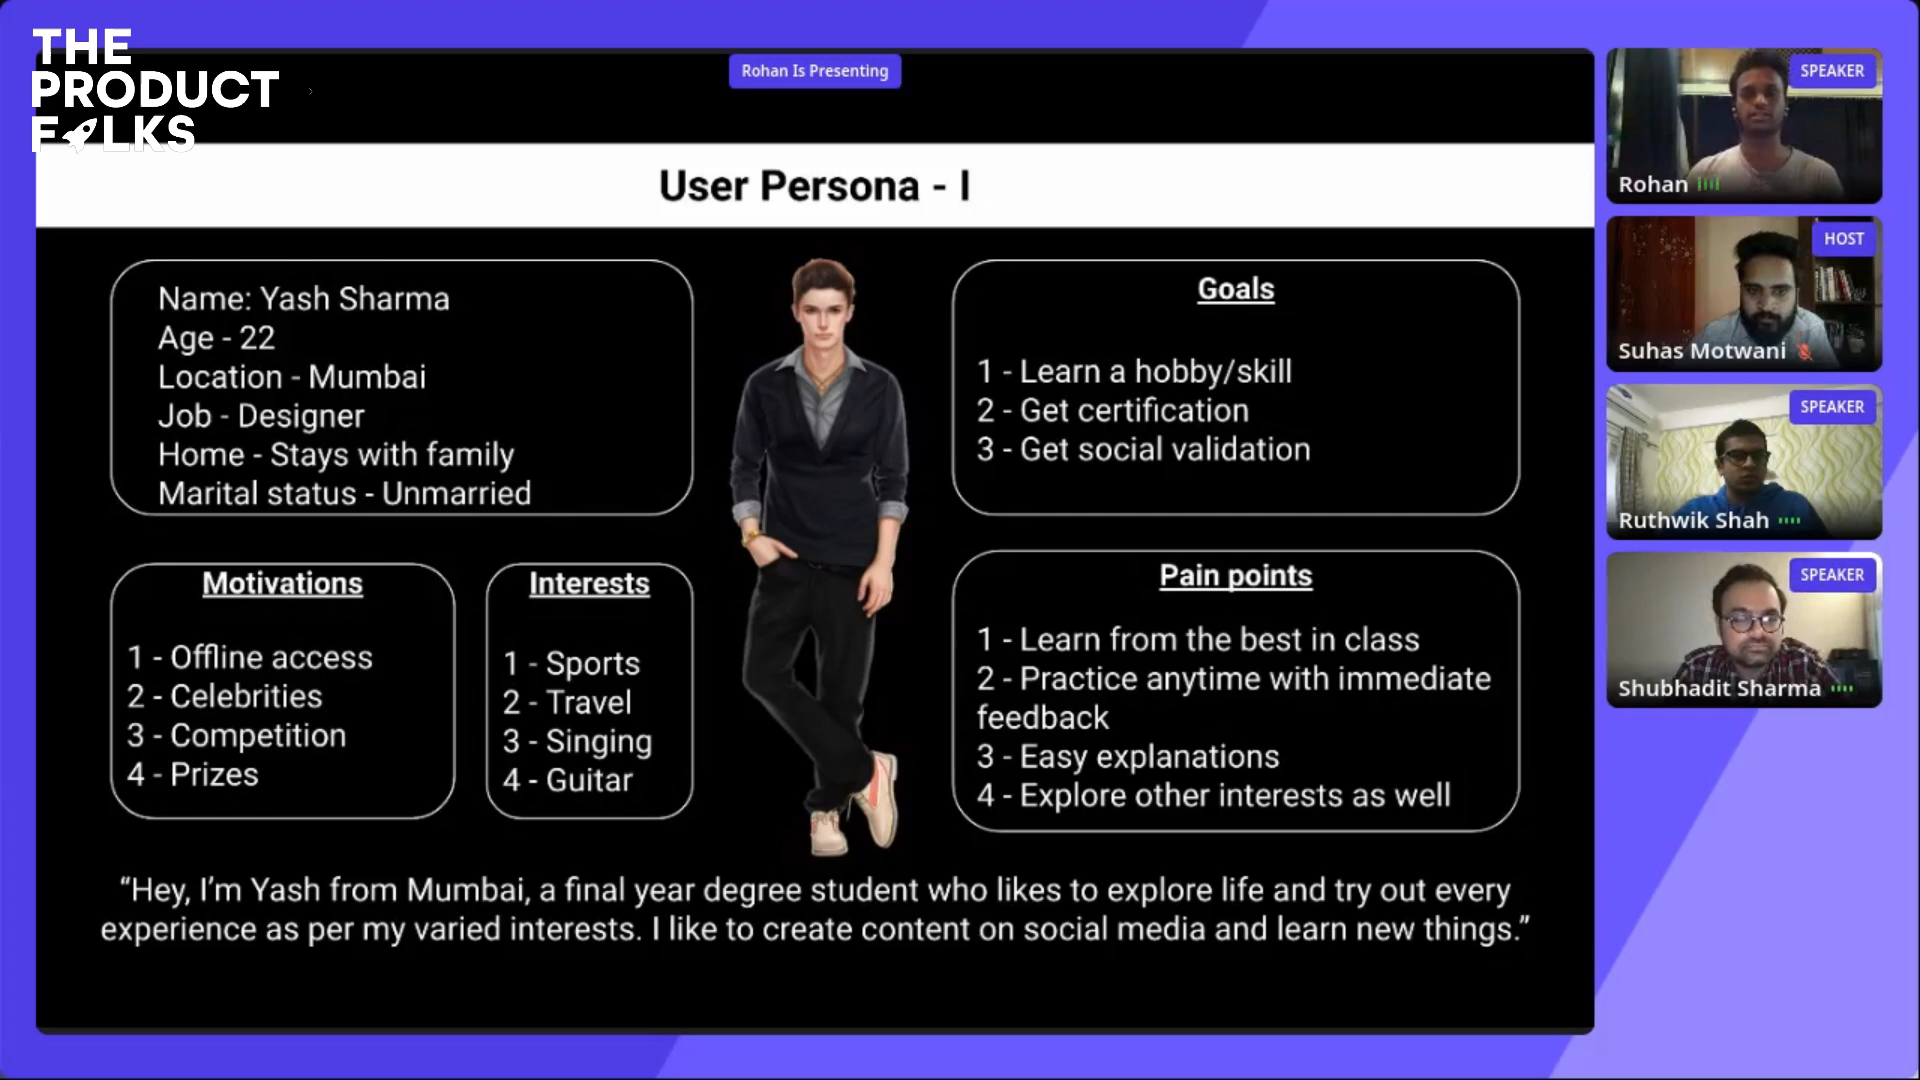 THE
PRODUCT
FOLKS
Rohan Is Presenting
User Persona - I
Name: Yash Sharma
Age - 22
Location - Mumbai
Job - Designer
Home - Stays with family
Marital status - Unmarried
Goals
1 - Learn a hobby/skill
2 - Get certification
3 - Get social validation
Motivations
1 - Offline access
2 - Celebrities
3 - Competition
4 - Prizes
Interests
1 - Sports
2 - Travel
3 - Singing
4 - Guitar
Pain points
1 - Learn from the best in class
2 - Practice anytime with immediate
feedback
3 - Easy explanations
4 - Explore other interests as well
“Hey, I’m Yash from Mumbai, a final year degree student who likes to explore life and try out every
experience as per my varied interests. I like to create content on social media and learn new things.”
SPEAKER
Rohan
HOST
Suhas Motwani
SPEAKER
Ruthwik Shah
SPEAKER
Shubhadit Sharma